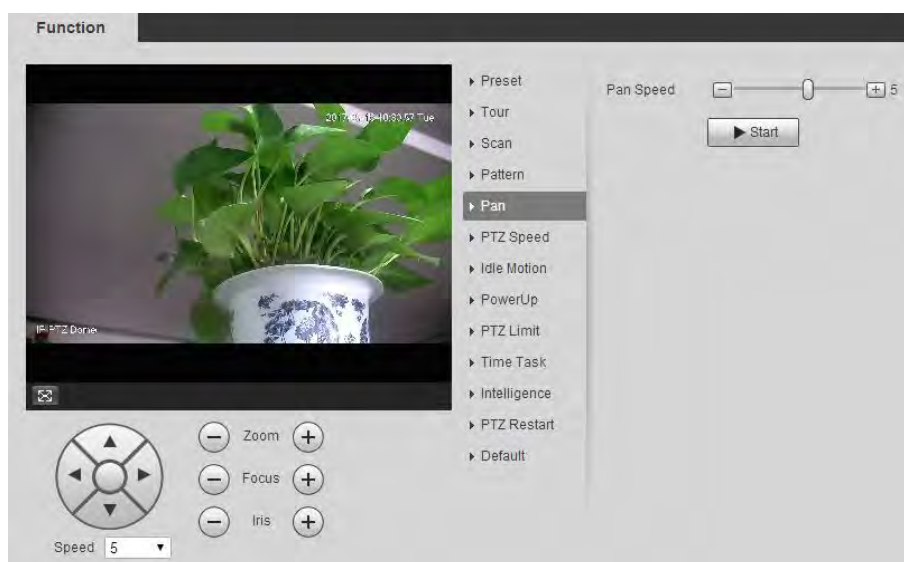 Function
Tue
PTZ Dome
Preset
Tour
Scan
Pattern
Pan
PTZ Speed
Idle Motion
PowerUp
PTZ Limit
Time Task
Intelligence
PTZ Restart
Default
Pan Speed 5
Start
Zoom
Focus
Iris
Speed 5